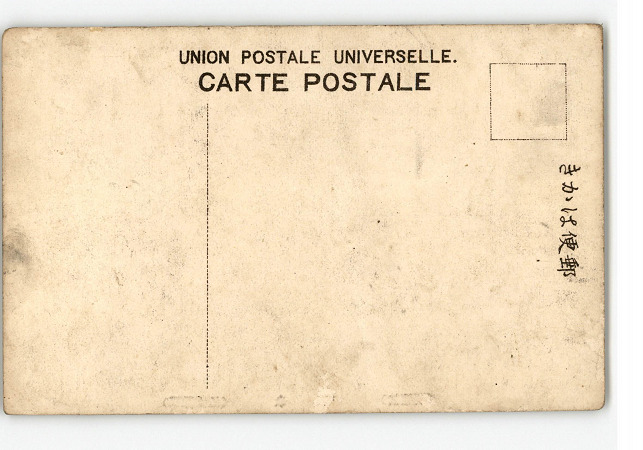 UNION POSTALE UNIVERSELLE.
CARTE POSTALE
きかは便郵